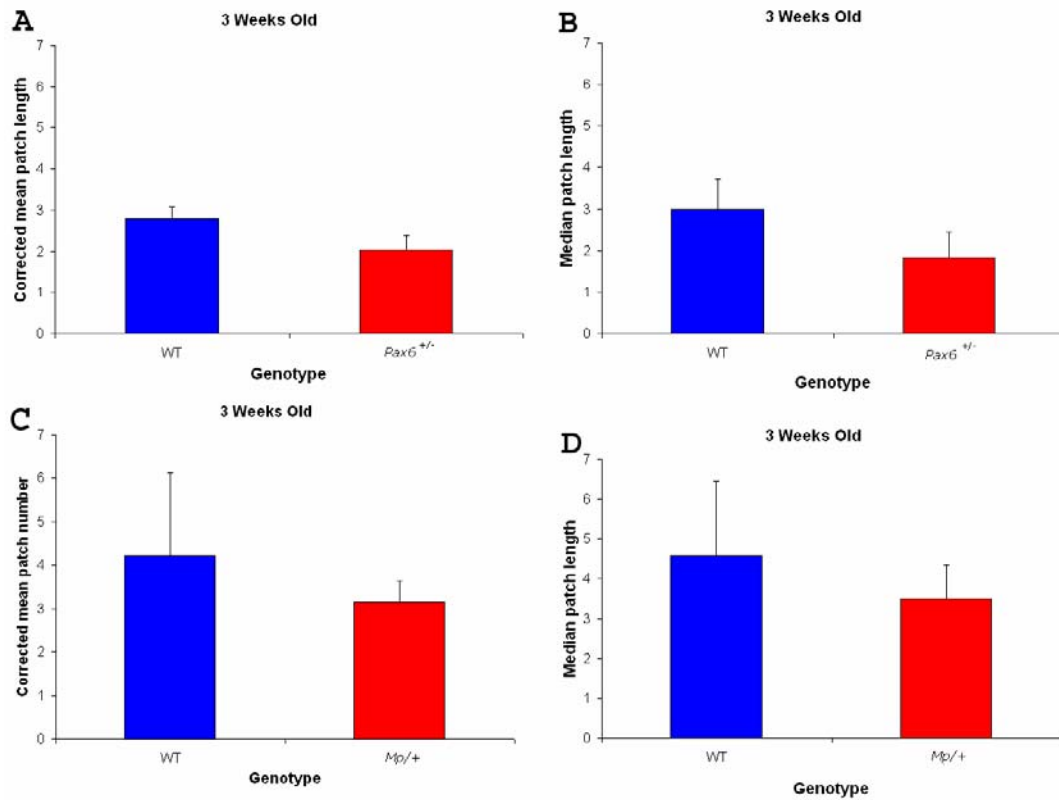 A
3 Weeks Old
Corrected mean patch length
7
6
5
4
3
2
1
0
WT
Pax6 +/-
Genotype
B
3 Weeks Old
Median patch length
7
6
5
4
3
2
1
0
WT
Pax6 +/-
Genotype
C
3 Weeks Old
Corrected mean patch number
7
6
5
4
3
2
1
0
WT
Mp/+
Genotype
D
3 Weeks Old
Median patch length
7
6
5
4
3
2
1
0
WT
Mp/+
Genotype